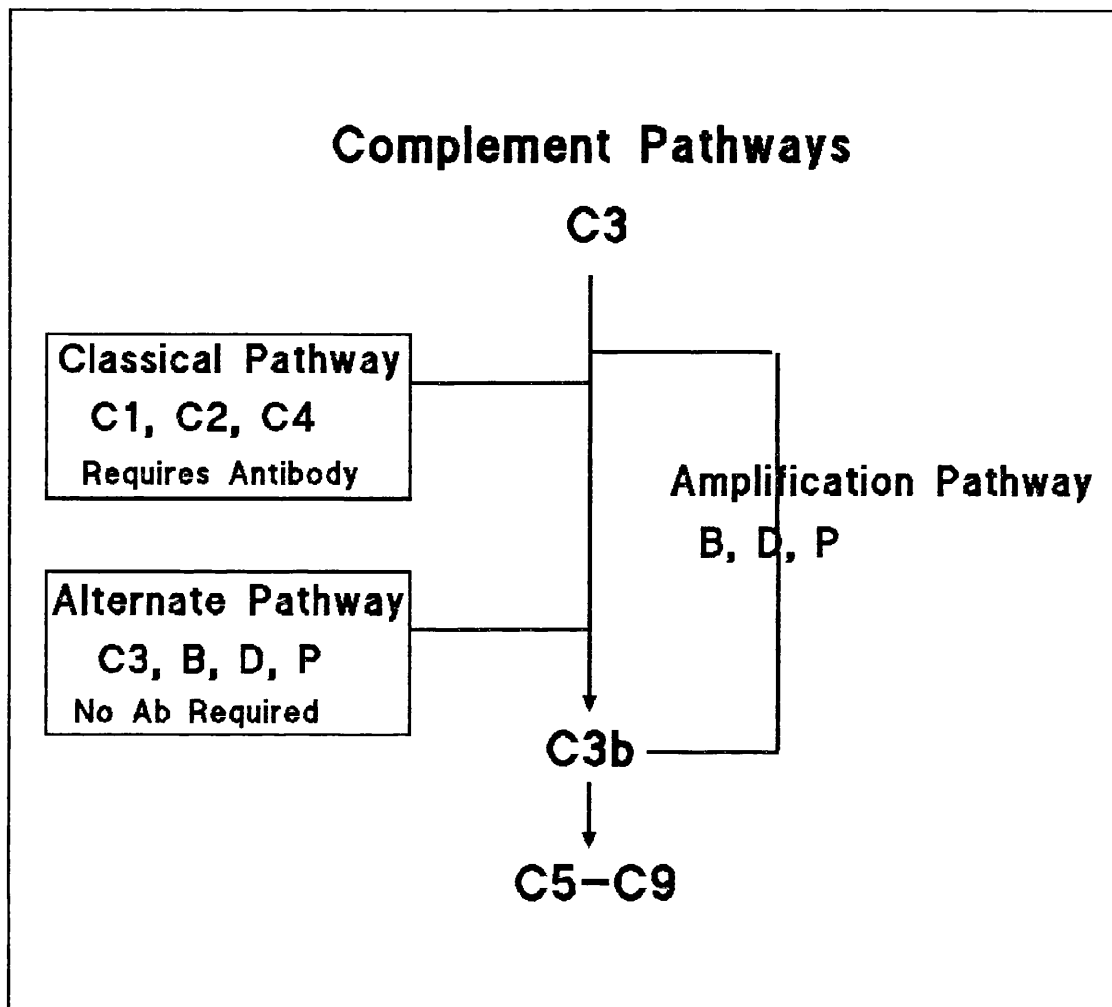 Complement Pathways
C3
Classical Pathway
C1, C2, C4
Requires Antibody
Amplification Pathway
B, D, P
Alternate Pathway
C3, B, D, P
No Ab Required
C3b
C5-C9